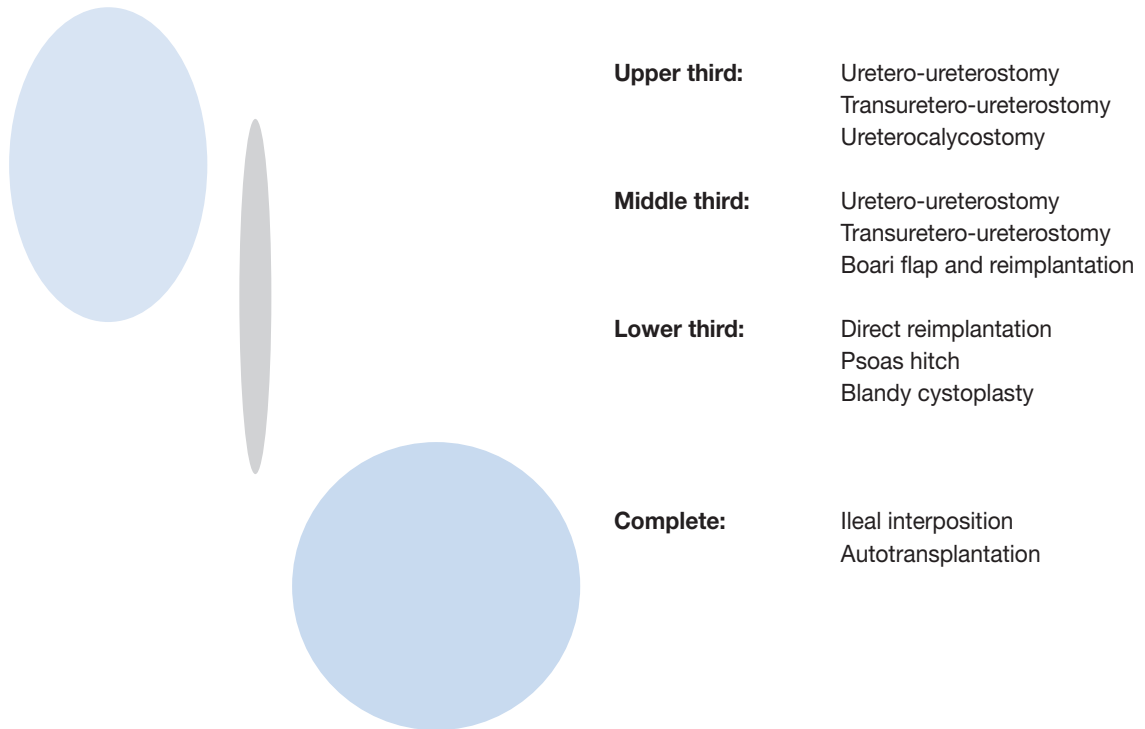 Upper third: Uretero-ureterostomy
Transuretero-ureterostomy
Ureterocalycostomy
Middle third: Uretero-ureterostomy
Transuretero-ureterostomy
Boari flap and reimplantation
Lower third: Direct reimplantation
Psoas hitch
Blandy cystoplasty
Complete: Ileal interposition
Autotransplantation